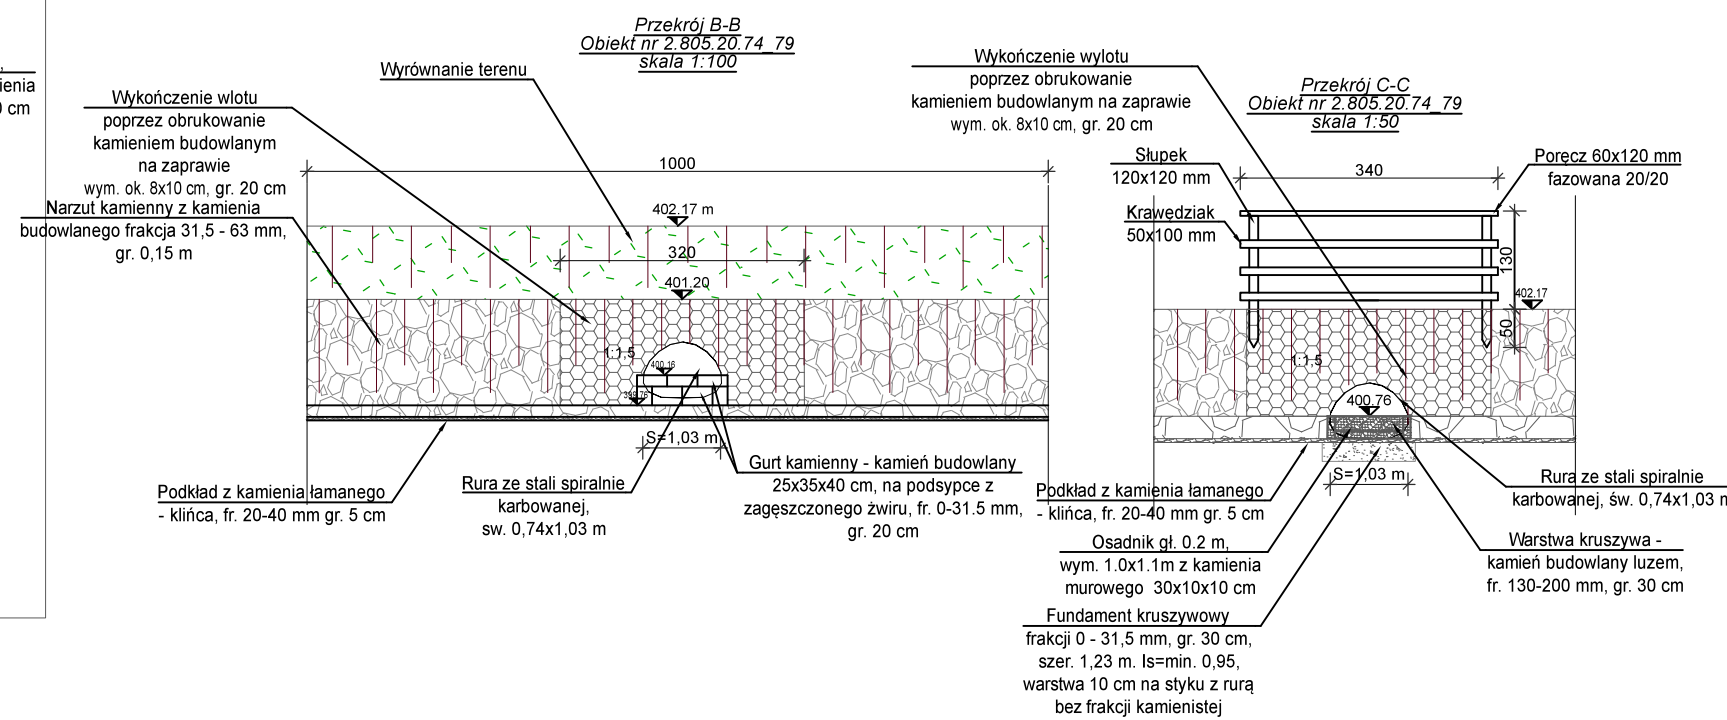 ienia
0 cm
Przekrój B-B
Obiekt nr 2.805.20.74_79
skala 1:100
Wyrównanie terenu
Wykończenie wlotu
poprzez obrukowanie
kamieniem budowlanym
na zaprawie
wym. ok. 8x10 cm, gr. 20 cm
Narzut kamienny z kamienia
budowlanego frakcja 31,5 - 63 mm,
gr. 0,15 m
1000
402.17 m
320
401.20
1:1,5
400.16
S=1,03 m
Podkład z kamienia łamanego
- klińca, fr. 20-40 mm gr. 5 cm
Rura ze stali spiralnie
karbowanej,
sw. 0,74x1,03 m
Gurt kamienny - kamień budowlany
25x35x40 cm, na podsypce z
zagęszczonego żwiru, fr. 0-31.5 mm,
gr. 20 cm
Wykończenie wylotu
poprzez obrukowanie
kamieniem budowlanym na zaprawie
wym. ok. 8x10 cm, gr. 20 cm
Przekrój C-C
Obiekt nr 2.805.20.74_79
skala 1:50
Słupek
120x120 mm
Krawędziak
50x100 mm
340
Poręcz 60x120 mm
fazowana 20/20
130
402.17
50
1:1,5
400.76
S=1,03 m
Podkład z kamienia łamanego
- klińca, fr. 20-40 mm gr. 5 cm
Rura ze stali spiralnie
karbowanej, św. 0,74x1,03 m
Osadnik gł. 0.2 m,
wym. 1.0x1.1m z kamienia
murowego 30x10x10 cm
Warstwa kruszywa -
kamień budowlany luzem,
fr. 130-200 mm, gr. 30 cm
Fundament kruszywowy
frakcji 0 - 31,5 mm, gr. 30 cm,
szer. 1,23 m. Is=min. 0,95,
warstwa 10 cm na styku z rurą
bez frakcji kamienistej